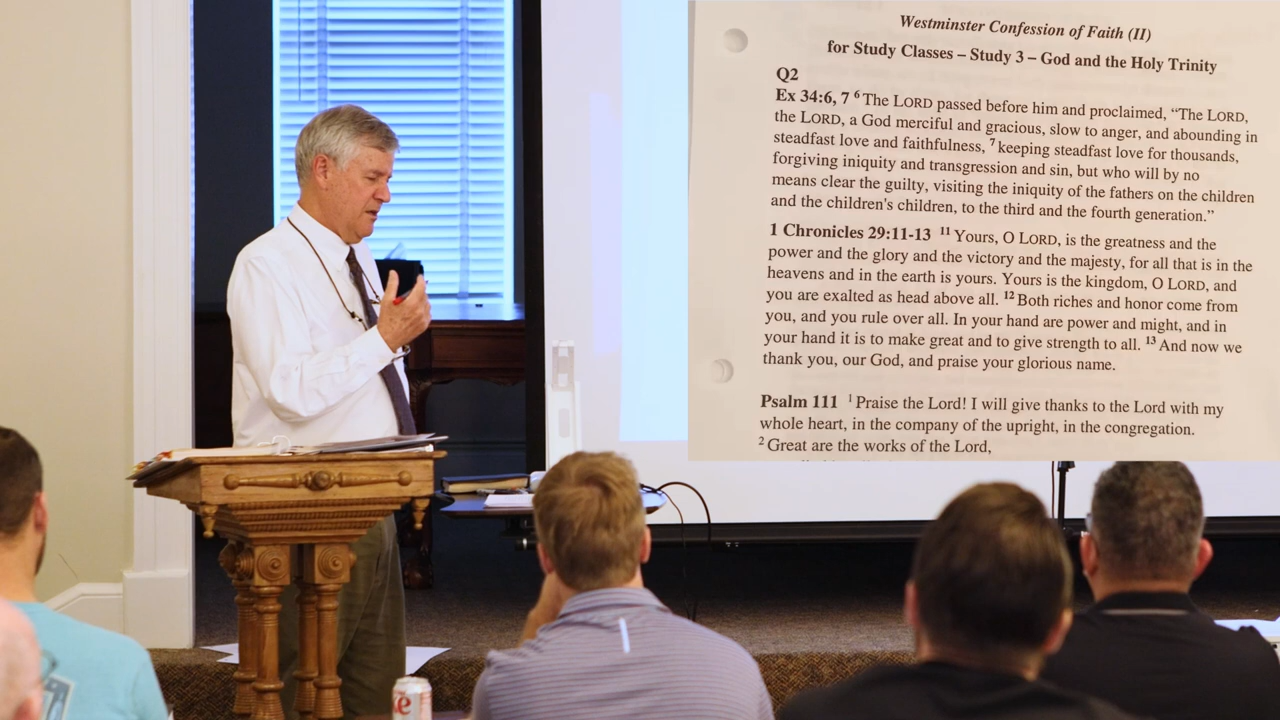 Westminster Confession of Faith (II)
for Study Classes – Study 3 – God and the Holy Trinity
Q2
Ex 34:6, 7 ⁶ The LORD passed before him and proclaimed, “The LORD,
the LORD, a God merciful and gracious, slow to anger, and abounding in
steadfast love and faithfulness, ⁷ keeping steadfast love for thousands,
forgiving iniquity and transgression and sin, but who will by no
means clear the guilty, visiting the iniquity of the fathers on the children
and the children's children, to the third and the fourth generation.”
1 Chronicles 29:11-13 ¹¹ Yours, O LORD, is the greatness and the
power and the glory and the victory and the majesty, for all that is in the
heavens and in the earth is yours. Yours is the kingdom, O LORD, and
you are exalted as head above all. ¹² Both riches and honor come from
you, and you rule over all. In your hand are power and might, and in
your hand it is to make great and to give strength to all. ¹³ And now we
thank you, our God, and praise your glorious name.
Psalm 111 ¹ Praise the Lord! I will give thanks to the Lord with my
whole heart, in the company of the upright, in the congregation.
² Great are the works of the Lord,